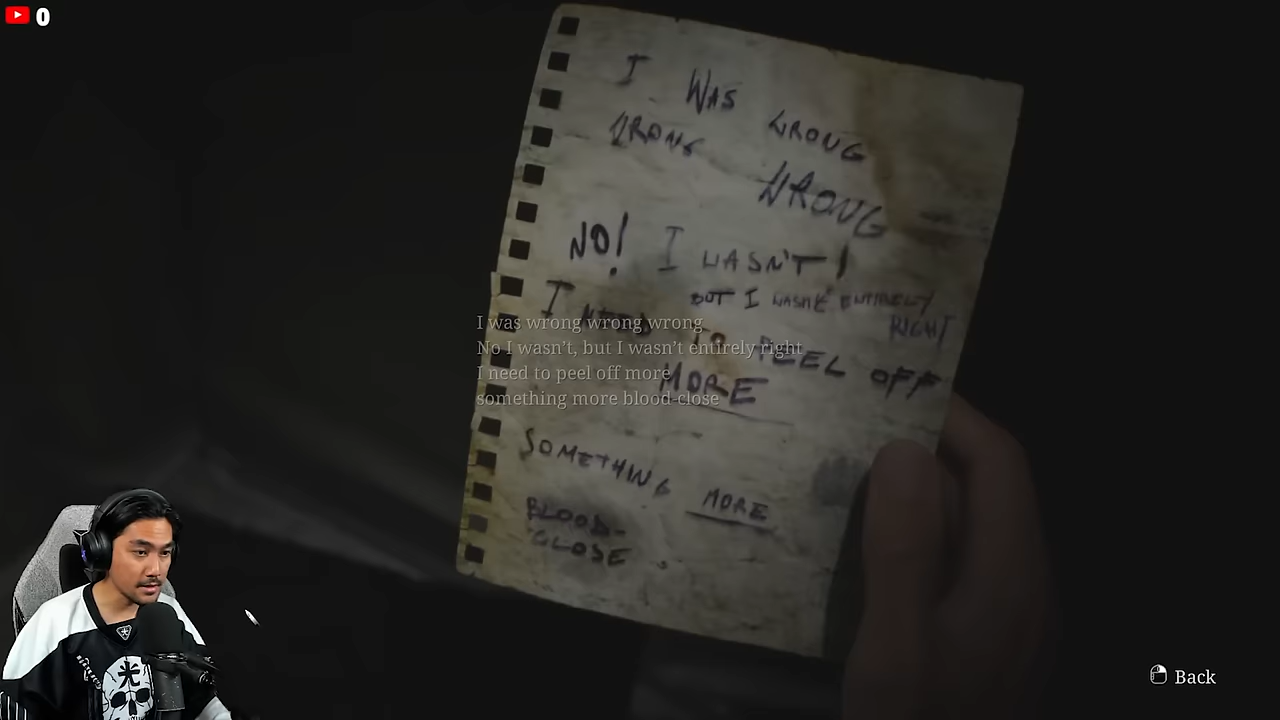 0
I WAS WRONG
WRONG
WRONG
NO! I WASN'T!
BUT I WASN'T ENTIRELY
RIGHT
I NEED TO PEEL OFF
MORE
SOMETHING MORE
BLOOD-
CLOSE.
I was wrong wrong wrong
No I wasn't, but I wasn't entirely right
I need to peel off more
something more blood-close
Back